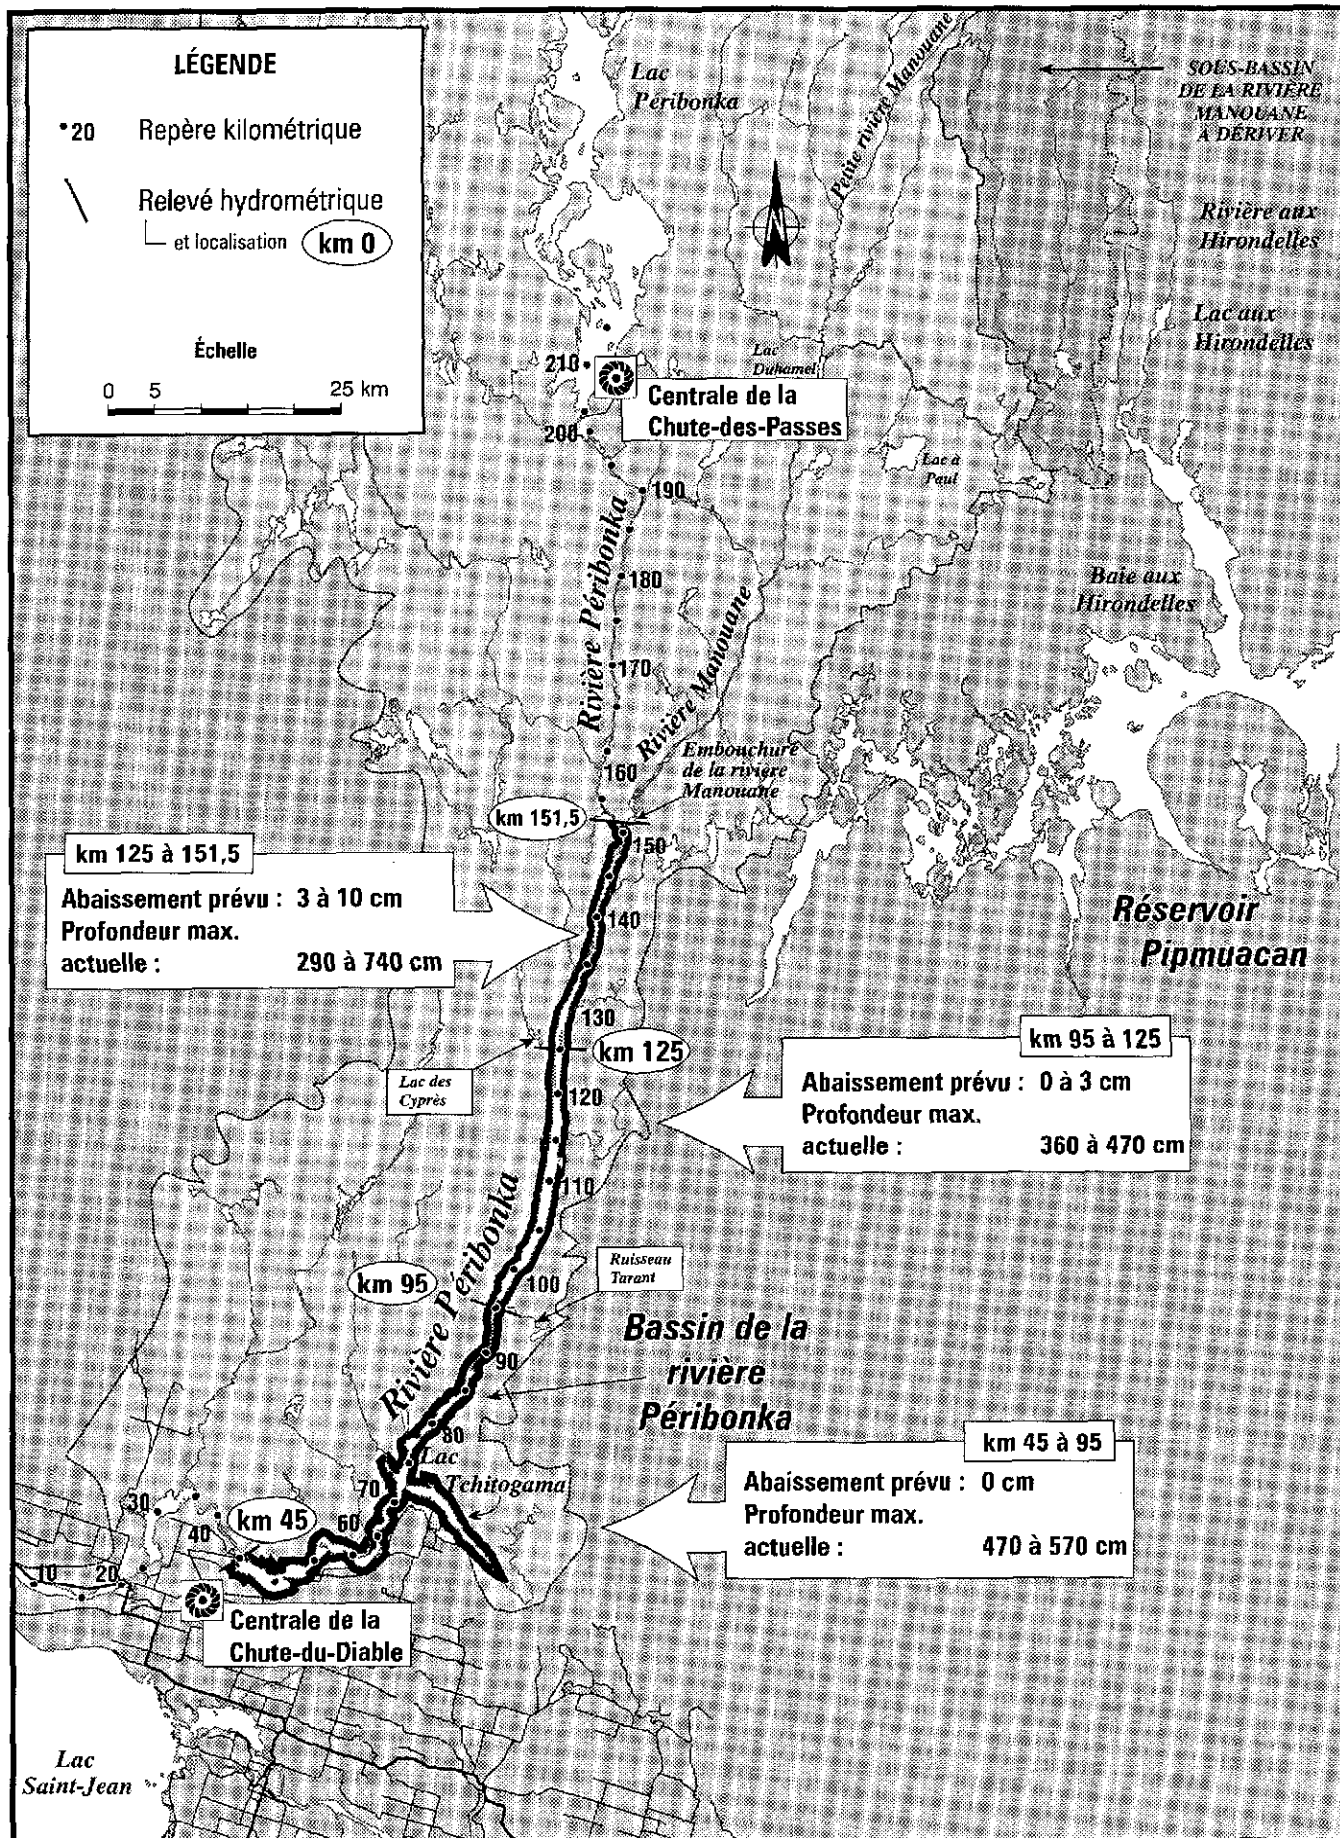 LÉGENDE
•20 Repère kilométrique
Relevé hydrométrique
et localisation km 0
Échelle
0 5 25 km
Lac
Péribonka
Petite rivière Manouane
SOUS-BASSIN
DE LA RIVIÈRE
MANOUANE
À DÉRIVER
Rivière aux
Hirondelles
Lac aux
Hirondelles
Lac
Duhamel
210
Centrale de la
Chute-des-Passes
200
Lac à
Paul
190
Rivière Péribonka
180
Baie aux
Hirondelles
170
Rivière Manouane
160
Embouchure
de la rivière
Manouane
km 151,5
150
km 125 à 151,5
Abaissement prévu : 3 à 10 cm
Profondeur max.
actuelle : 290 à 740 cm
140
Réservoir
Pipmuacan
130
km 125
km 95 à 125
Abaissement prévu : 0 à 3 cm
Profondeur max.
actuelle : 360 à 470 cm
Lac des
Cyprès
120
110
Rivière Péribonka
Ruisseau
Tarant
km 95
100
Bassin de la
rivière
Péribonka
90
80
Lac
Tchitogama
km 45 à 95
Abaissement prévu : 0 cm
Profondeur max.
actuelle : 470 à 570 cm
70
60
km 45
30
40
10
20
Centrale de la
Chute-du-Diable
Lac
Saint-Jean